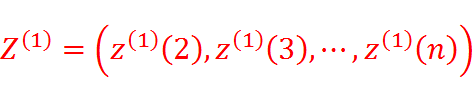 Z⁽¹⁾ = (z⁽¹⁾(2), z⁽¹⁾(3), ⋯, z⁽¹⁾(n))